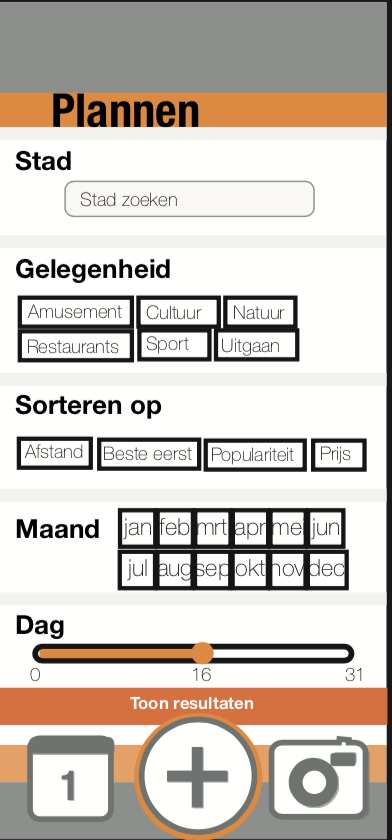 Plannen
Stad
Stad zoeken
Gelegenheid
Amusement Cultuur Natuur
Restaurants Sport Uitgaan
Sorteren op
Afstand Beste eerst Populariteit Prijs
Maand
jan feb mrt apr mei jun
jul aug sep okt nov dec
Dag
0 16 31
Toon resultaten
1